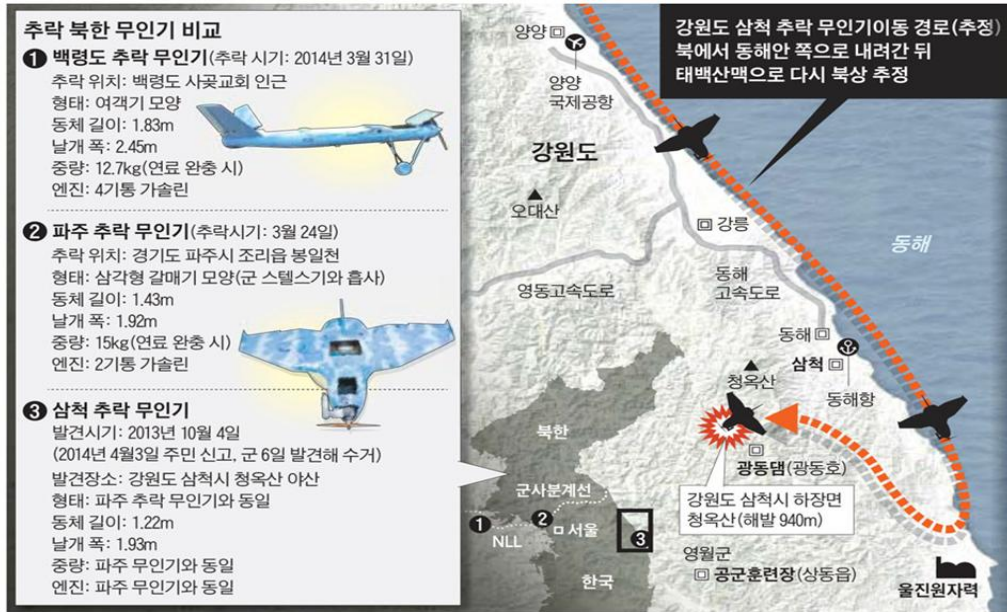 추락 북한 무인기 비교
❶ 백령도 추락 무인기(추락 시기: 2014년 3월 31일)
추락 위치: 백령도 사곶교회 인근
형태: 여객기 모양
동체 길이: 1.83m
날개 폭: 2.45m
중량: 12.7kg(연료 완충 시)
엔진: 4기통 가솔린
❷ 파주 추락 무인기(추락시기: 3월 24일)
추락 위치: 경기도 파주시 조리읍 봉일천
형태: 삼각형 갈매기 모양(군 스텔스기와 흡사)
동체 길이: 1.43m
날개 폭: 1.92m
중량: 15kg(연료 완충 시)
엔진: 2기통 가솔린
❸ 삼척 추락 무인기
발견시기: 2013년 10월 4일
(2014년 4월3일 주민 신고, 군 6일 발견해 수거)
발견장소: 강원도 삼척시 청옥산 야산
형태: 파주 추락 무인기와 동일
동체 길이: 1.22m
날개 폭: 1.93m
중량: 파주 무인기와 동일
엔진: 파주 무인기와 동일
강원도 삼척 추락 무인기이동 경로(추정)
북에서 동해안 쪽으로 내려간 뒤
태백산맥으로 다시 북상 추정
양양
양양
국제공항
강원도
오대산
강릉
동해
영동고속도로
동해
고속도로
동해
삼척
동해항
청옥산
광동댐(광동호)
강원도 삼척시 하장면
청옥산(해발 940m)
북한
군사분계선
❶
❷
서울
NLL
❸
한국
영월군
공군훈련장(상동읍)
울진원자력